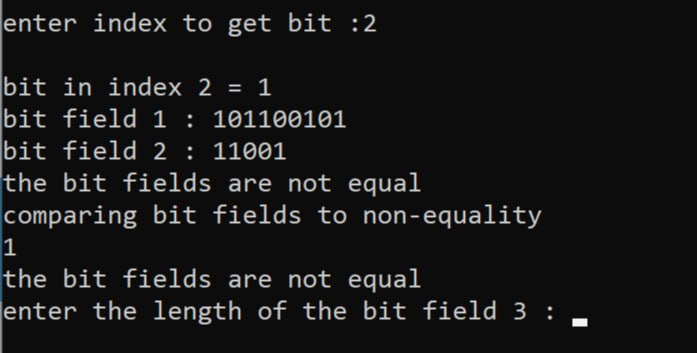 enter index to get bit :2
bit in index 2 = 1
bit field 1 : 101100101
bit field 2 : 11001
the bit fields are not equal
comparing bit fields to non-equality
1
the bit fields are not equal
enter the length of the bit field 3 :